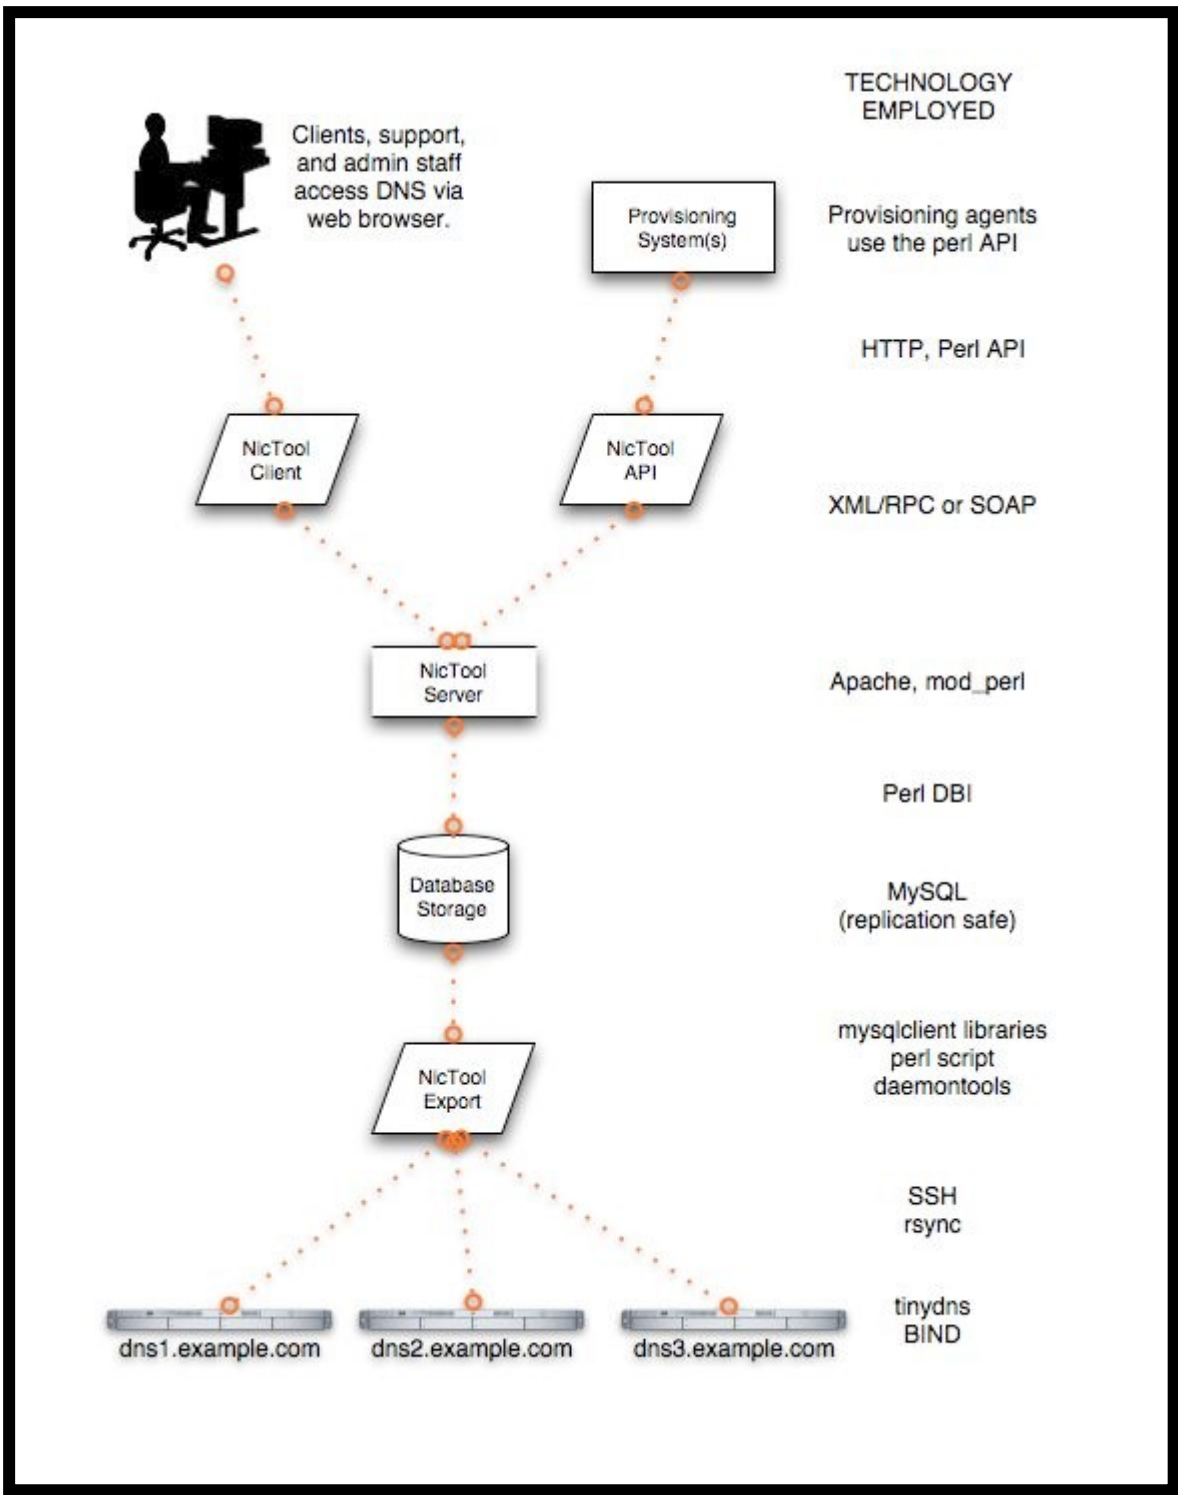 TECHNOLOGY
EMPLOYED
Clients, support,
and admin staff
access DNS via
web browser.
Provisioning
System(s)
Provisioning agents
use the perl API
HTTP, Perl API
NicTool
Client
NicTool
API
XML/RPC or SOAP
NicTool
Server
Apache, mod_perl
Perl DBI
Database
Storage
MySQL
(replication safe)
NicTool
Export
mysqlclient libraries
perl script
daemontools
SSH
rsync
tinydns
BIND
dns1.example.com
dns2.example.com
dns3.example.com